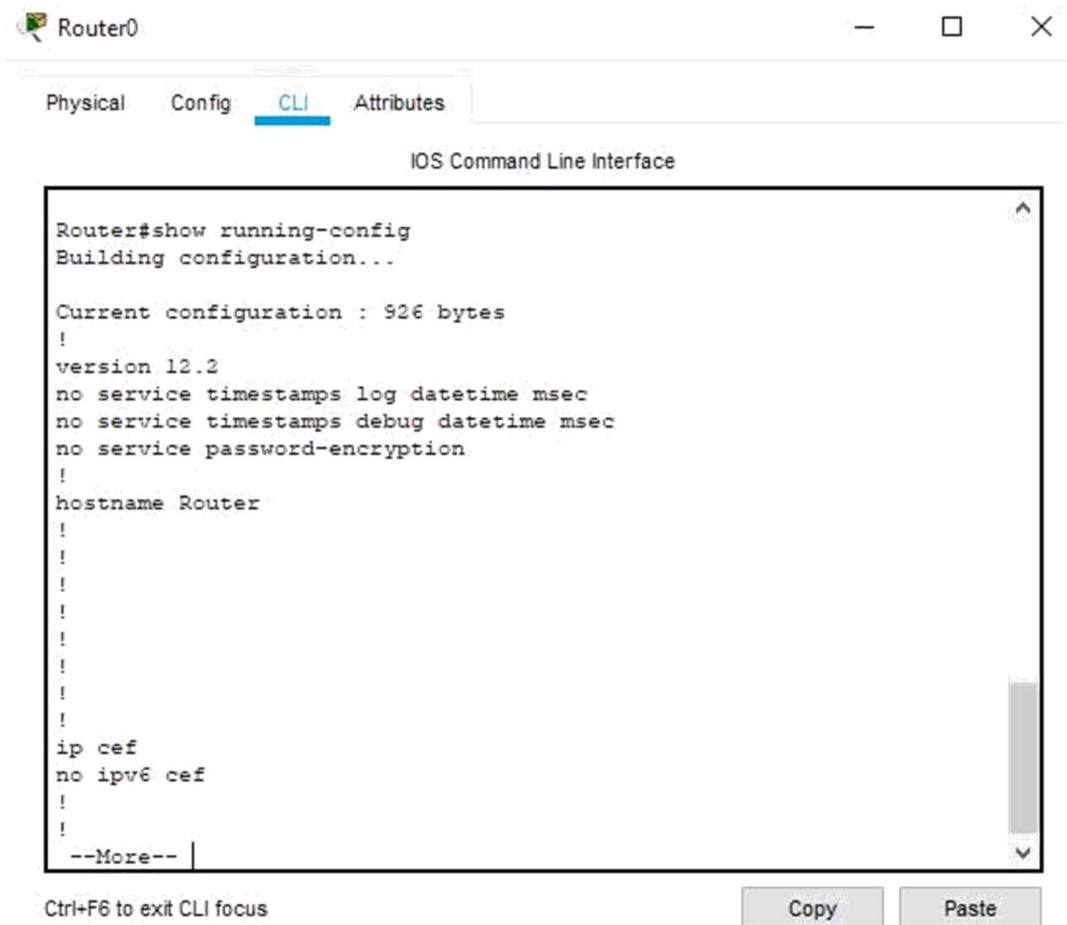 Router0
Physical Config CLI Attributes
IOS Command Line Interface
Router#show running-config
Building configuration...
Current configuration : 926 bytes
!
version 12.2
no service timestamps log datetime msec
no service timestamps debug datetime msec
no service password-encryption
!
hostname Router
!
!
!
!
!
!
!
!
ip cef
no ipv6 cef
!
!
--More--
Ctrl+F6 to exit CLI focus
Copy Paste